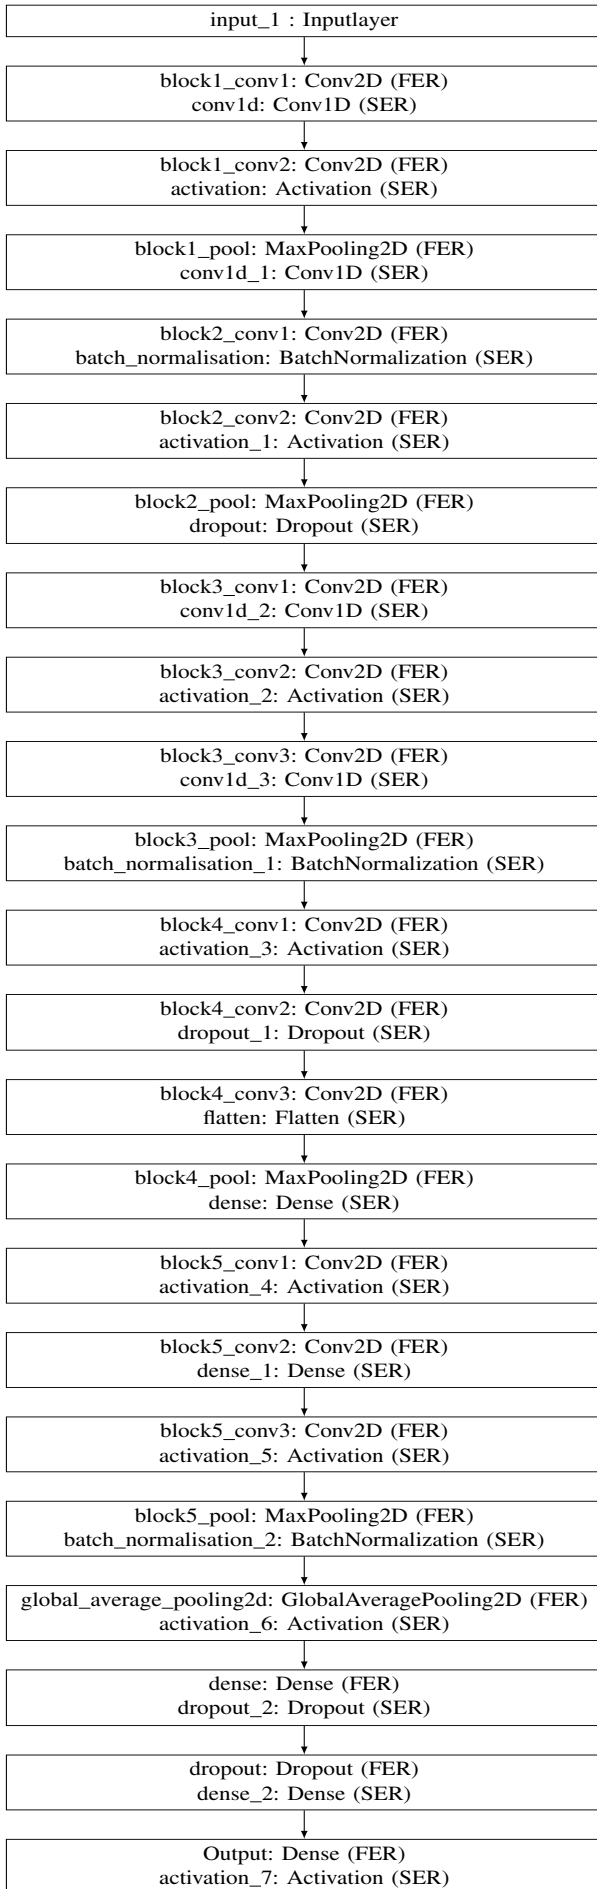 input_1 : Inputlayer
block1_conv1: Conv2D (FER)
conv1d: Conv1D (SER)
block1_conv2: Conv2D (FER)
activation: Activation (SER)
block1_pool: MaxPooling2D (FER)
conv1d_1: Conv1D (SER)
block2_conv1: Conv2D (FER)
batch_normalisation: BatchNormalization (SER)
block2_conv2: Conv2D (FER)
activation_1: Activation (SER)
block2_pool: MaxPooling2D (FER)
dropout: Dropout (SER)
block3_conv1: Conv2D (FER)
conv1d_2: Conv1D (SER)
block3_conv2: Conv2D (FER)
activation_2: Activation (SER)
block3_conv3: Conv2D (FER)
conv1d_3: Conv1D (SER)
block3_pool: MaxPooling2D (FER)
batch_normalisation_1: BatchNormalization (SER)
block4_conv1: Conv2D (FER)
activation_3: Activation (SER)
block4_conv2: Conv2D (FER)
dropout_1: Dropout (SER)
block4_conv3: Conv2D (FER)
flatten: Flatten (SER)
block4_pool: MaxPooling2D (FER)
dense: Dense (SER)
block5_conv1: Conv2D (FER)
activation_4: Activation (SER)
block5_conv2: Conv2D (FER)
dense_1: Dense (SER)
block5_conv3: Conv2D (FER)
activation_5: Activation (SER)
block5_pool: MaxPooling2D (FER)
batch_normalisation_2: BatchNormalization (SER)
global_average_pooling2d: GlobalAveragePooling2D (FER)
activation_6: Activation (SER)
dense: Dense (FER)
dropout_2: Dropout (SER)
dropout: Dropout (FER)
dense_2: Dense (SER)
Output: Dense (FER)
activation_7: Activation (SER)